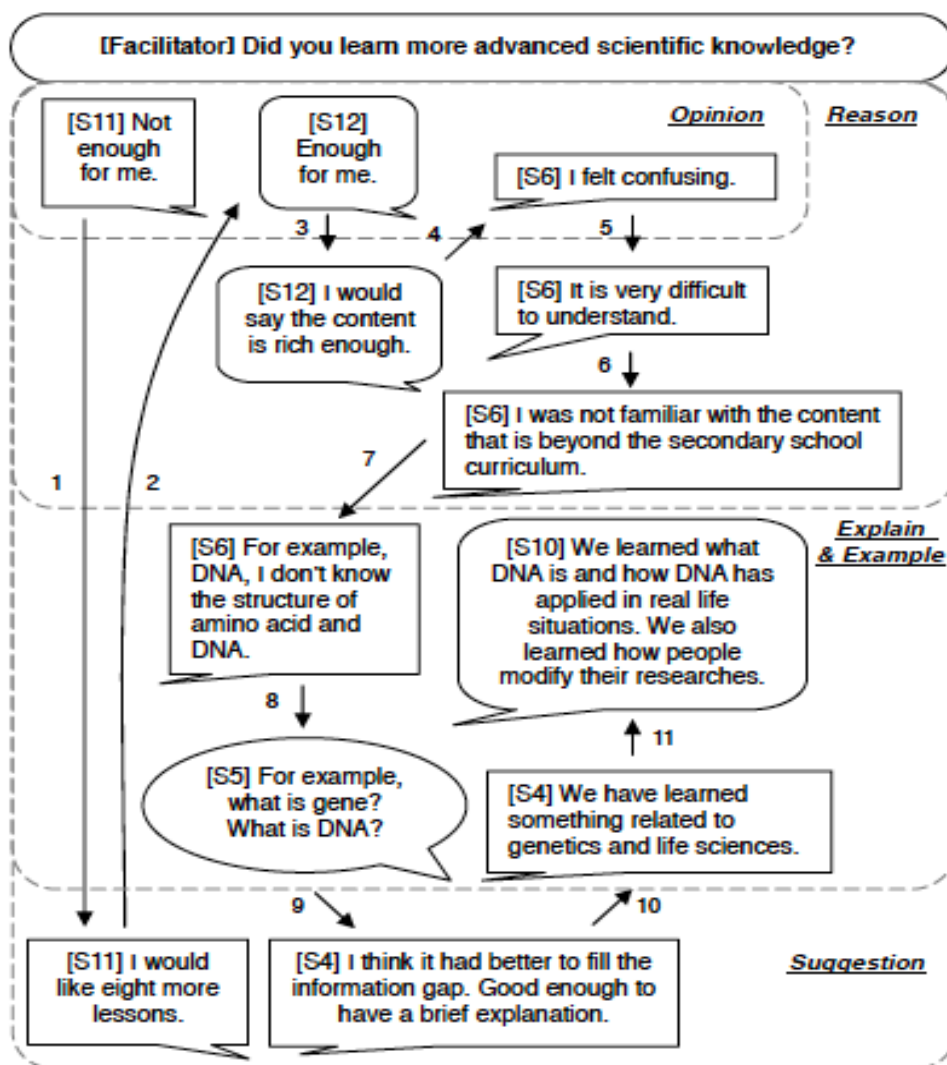 [Facilitator] Did you learn more advanced scientific knowledge?
Opinion
Reason
[S11] Not
enough
for me.
[S12]
Enough
for me.
[S6] I felt confusing.
3
4
5
[S12] I would
say the content
is rich enough.
[S6] It is very difficult
to understand.
6
[S6] I was not familiar with the content
that is beyond the secondary school
curriculum.
1
2
7
Explain
& Example
[S6] For example,
DNA, I don't know
the structure of
amino acid and
DNA.
[S10] We learned what
DNA is and how DNA has
applied in real life
situations. We also
learned how people
modify their researches.
8
11
[S5] For example,
what is gene?
What is DNA?
[S4] We have learned
something related to
genetics and life sciences.
9
10
[S11] I would
like eight more
lessons.
[S4] I think it had better to fill the
information gap. Good enough to
have a brief explanation.
Suggestion